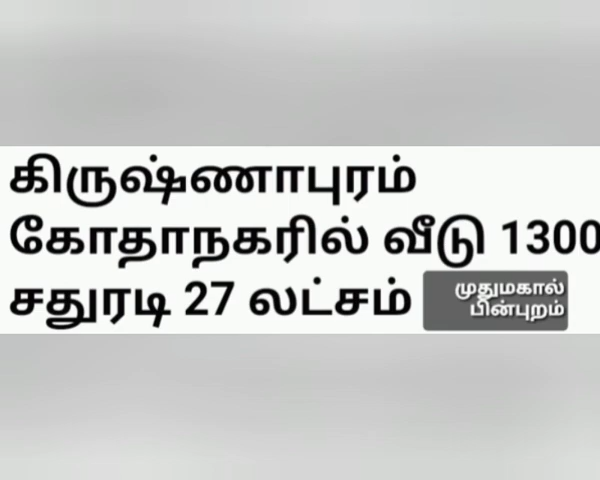 கிருஷ்ணாபுரம்
கோதாநகரில் வீடு 1300
சதுரடி 27 லட்சம்
முதுமகால்
பின்புறம்